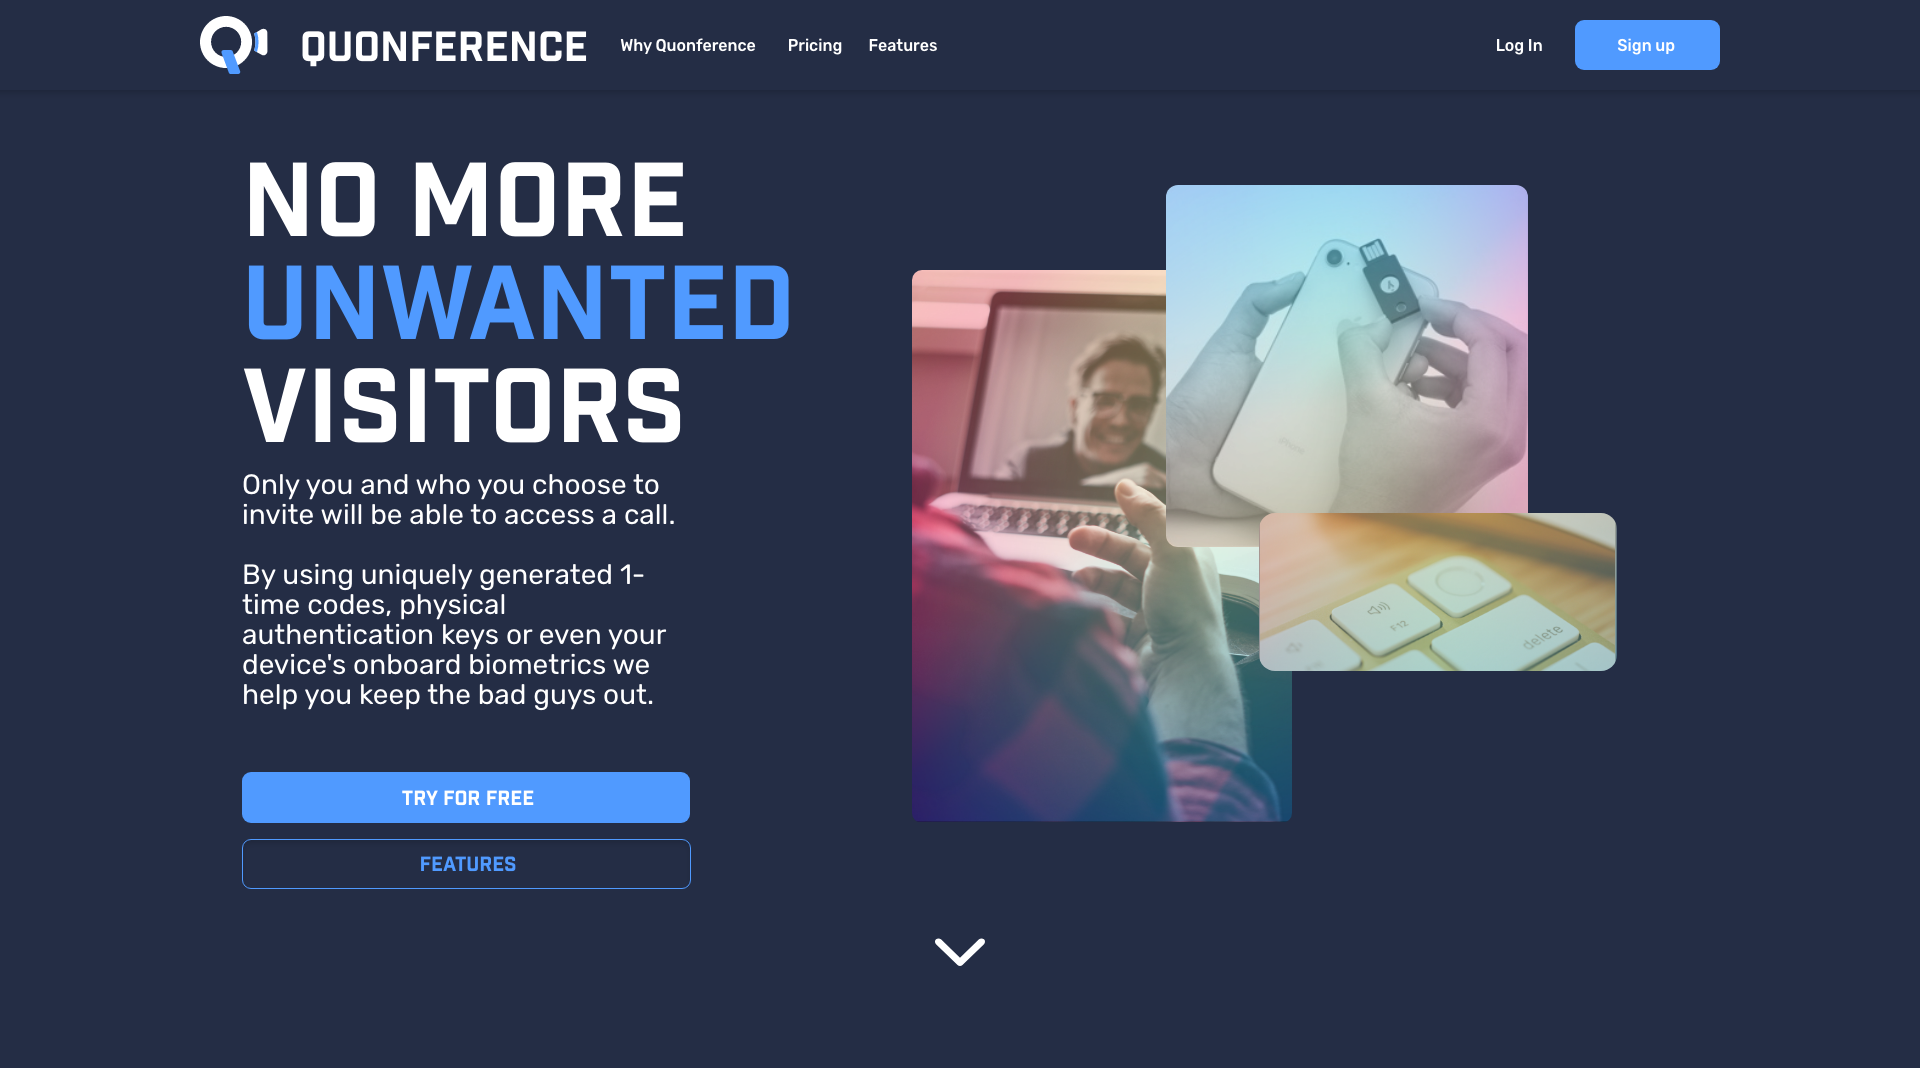 QUONFERENCE
Why Quonference
Pricing
Features
Log In
Sign up
NO MORE
UNWANTED
VISITORS
Only you and who you choose to
invite will be able to access a call.
By using uniquely generated 1-
time codes, physical
authentication keys or even your
device's onboard biometrics we
help you keep the bad guys out.
TRY FOR FREE
FEATURES
F12
delete